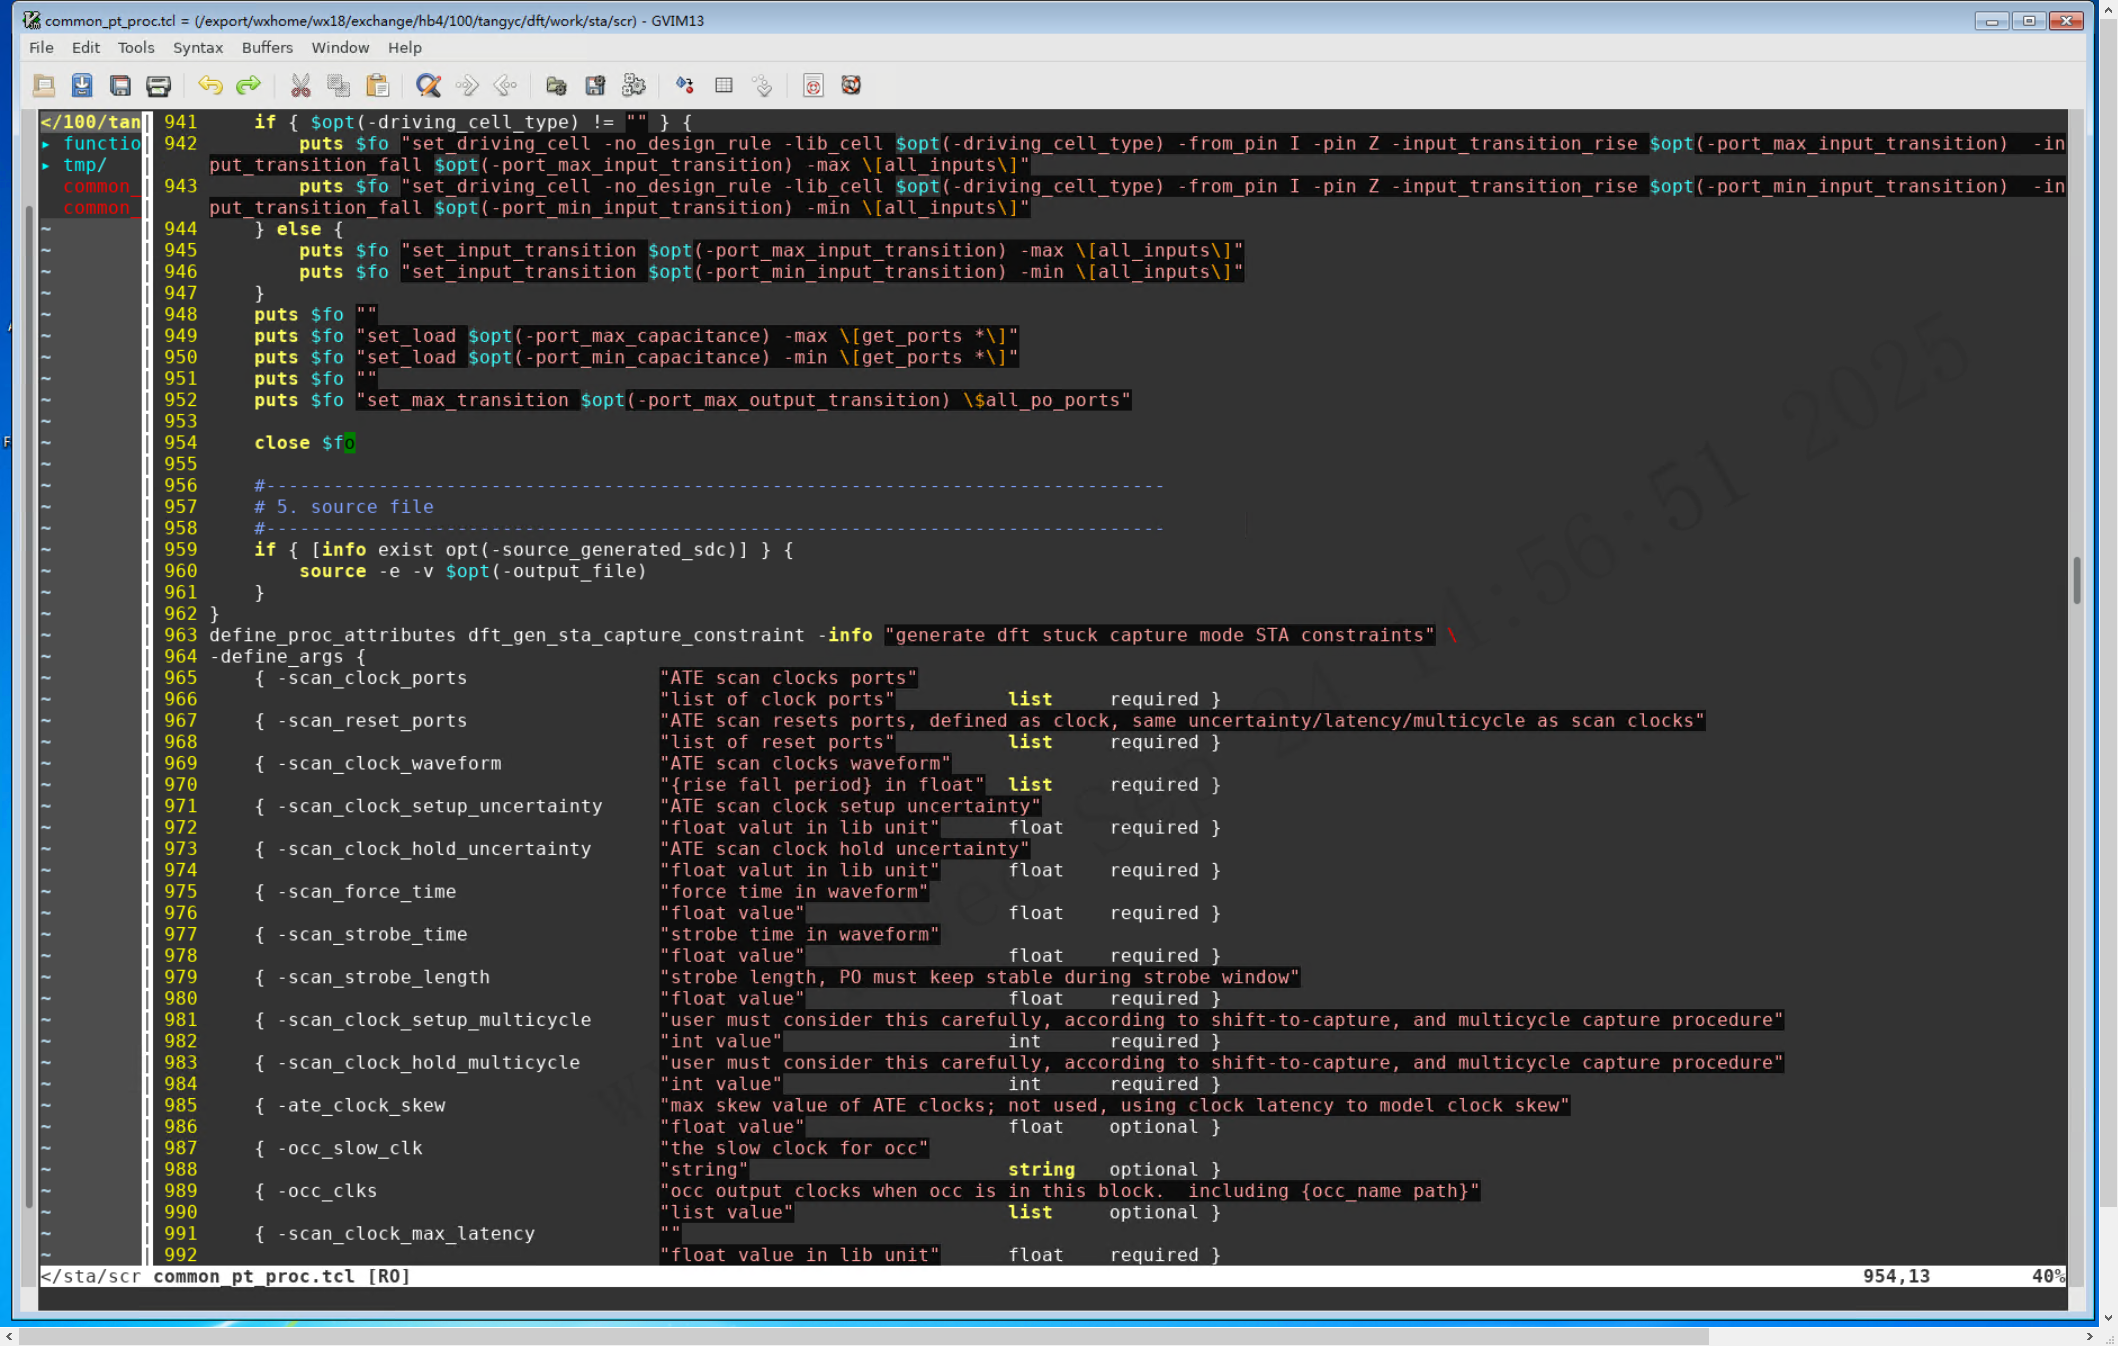 common_pt_proc.tcl = (/export/wxhome/wx18/exchange/hb4/100/tangyc/dft/work/sta/scr) - GVIM13
File Edit Tools Syntax Buffers Window Help
</100/tan
▸ functio
▸ tmp/
common_
common_
941     if { $opt(-driving_cell_type) != "" } {
942         puts $fo "set_driving_cell -no_design_rule -lib_cell $opt(-driving_cell_type) -from_pin I -pin Z -input_transition_rise $opt(-port_max_input_transition)  -in
put_transition_fall $opt(-port_max_input_transition) -max \[all_inputs\]"
943         puts $fo "set_driving_cell -no_design_rule -lib_cell $opt(-driving_cell_type) -from_pin I -pin Z -input_transition_rise $opt(-port_min_input_transition)  -in
put_transition_fall $opt(-port_min_input_transition) -min \[all_inputs\]"
944     } else {
945         puts $fo "set_input_transition $opt(-port_max_input_transition) -max \[all_inputs\]"
946         puts $fo "set_input_transition $opt(-port_min_input_transition) -min \[all_inputs\]"
947     }
948     puts $fo ""
949     puts $fo "set_load $opt(-port_max_capacitance) -max \[get_ports *\]"
950     puts $fo "set_load $opt(-port_min_capacitance) -min \[get_ports *\]"
951     puts $fo ""
952     puts $fo "set_max_transition $opt(-port_max_output_transition) \$all_po_ports"
953
954     close $fo
955
956     #--------------------------------------------------------------------------------
957     # 5. source file
958     #--------------------------------------------------------------------------------
959     if { [info exist opt(-source_generated_sdc)] } {
960         source -e -v $opt(-output_file)
961     }
962 }
963 define_proc_attributes dft_gen_sta_capture_constraint -info "generate dft stuck capture mode STA constraints" \
964 -define_args {
965     { -scan_clock_ports "ATE scan clocks ports"
966 "list of clock ports" list required }
967     { -scan_reset_ports "ATE scan resets ports, defined as clock, same uncertainty/latency/multicycle as scan clocks"
968 "list of reset ports" list required }
969     { -scan_clock_waveform "ATE scan clocks waveform"
970 "{rise fall period} in float" list required }
971     { -scan_clock_setup_uncertainty "ATE scan clock setup uncertainty"
972 "float valut in lib unit" float required }
973     { -scan_clock_hold_uncertainty "ATE scan clock hold uncertainty"
974 "float valut in lib unit" float required }
975     { -scan_force_time "force time in waveform"
976 "float value" float required }
977     { -scan_strobe_time "strobe time in waveform"
978 "float value" float required }
979     { -scan_strobe_length "strobe length, PO must keep stable during strobe window"
980 "float value" float required }
981     { -scan_clock_setup_multicycle "user must consider this carefully, according to shift-to-capture, and multicycle capture procedure"
982 "int value" int required }
983     { -scan_clock_hold_multicycle "user must consider this carefully, according to shift-to-capture, and multicycle capture procedure"
984 "int value" int required }
985     { -ate_clock_skew "max skew value of ATE clocks; not used, using clock latency to model clock skew"
986 "float value" float optional }
987     { -occ_slow_clk "the slow clock for occ"
988 "string" string optional }
989     { -occ_clks "occ output clocks when occ is in this block.  including {occ_name path}"
990 "list value" list optional }
991     { -scan_clock_max_latency ""
992 "float value in lib unit" float required }
</sta/scr common_pt_proc.tcl [RO] 954,13 40%
Wed Sep 24 14:56:51 2025